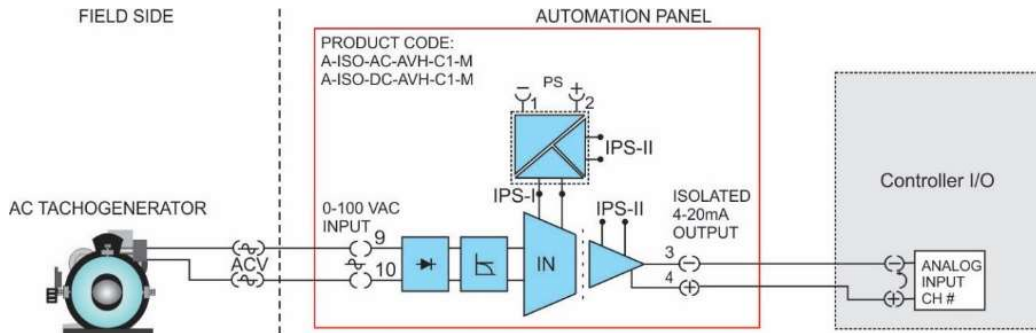 FIELD SIDE
AUTOMATION PANEL
PRODUCT CODE:
A-ISO-AC-AVH-C1-M
A-ISO-DC-AVH-C1-M
PS
1
2
IPS-II
IPS-I
IPS-II
ISOLATED
4-20mA
OUTPUT
Controller I/O
AC TACHOGENERATOR
0-100 VAC
INPUT
9
10
ACV
IN
3
4
ANALOG
INPUT
CH #